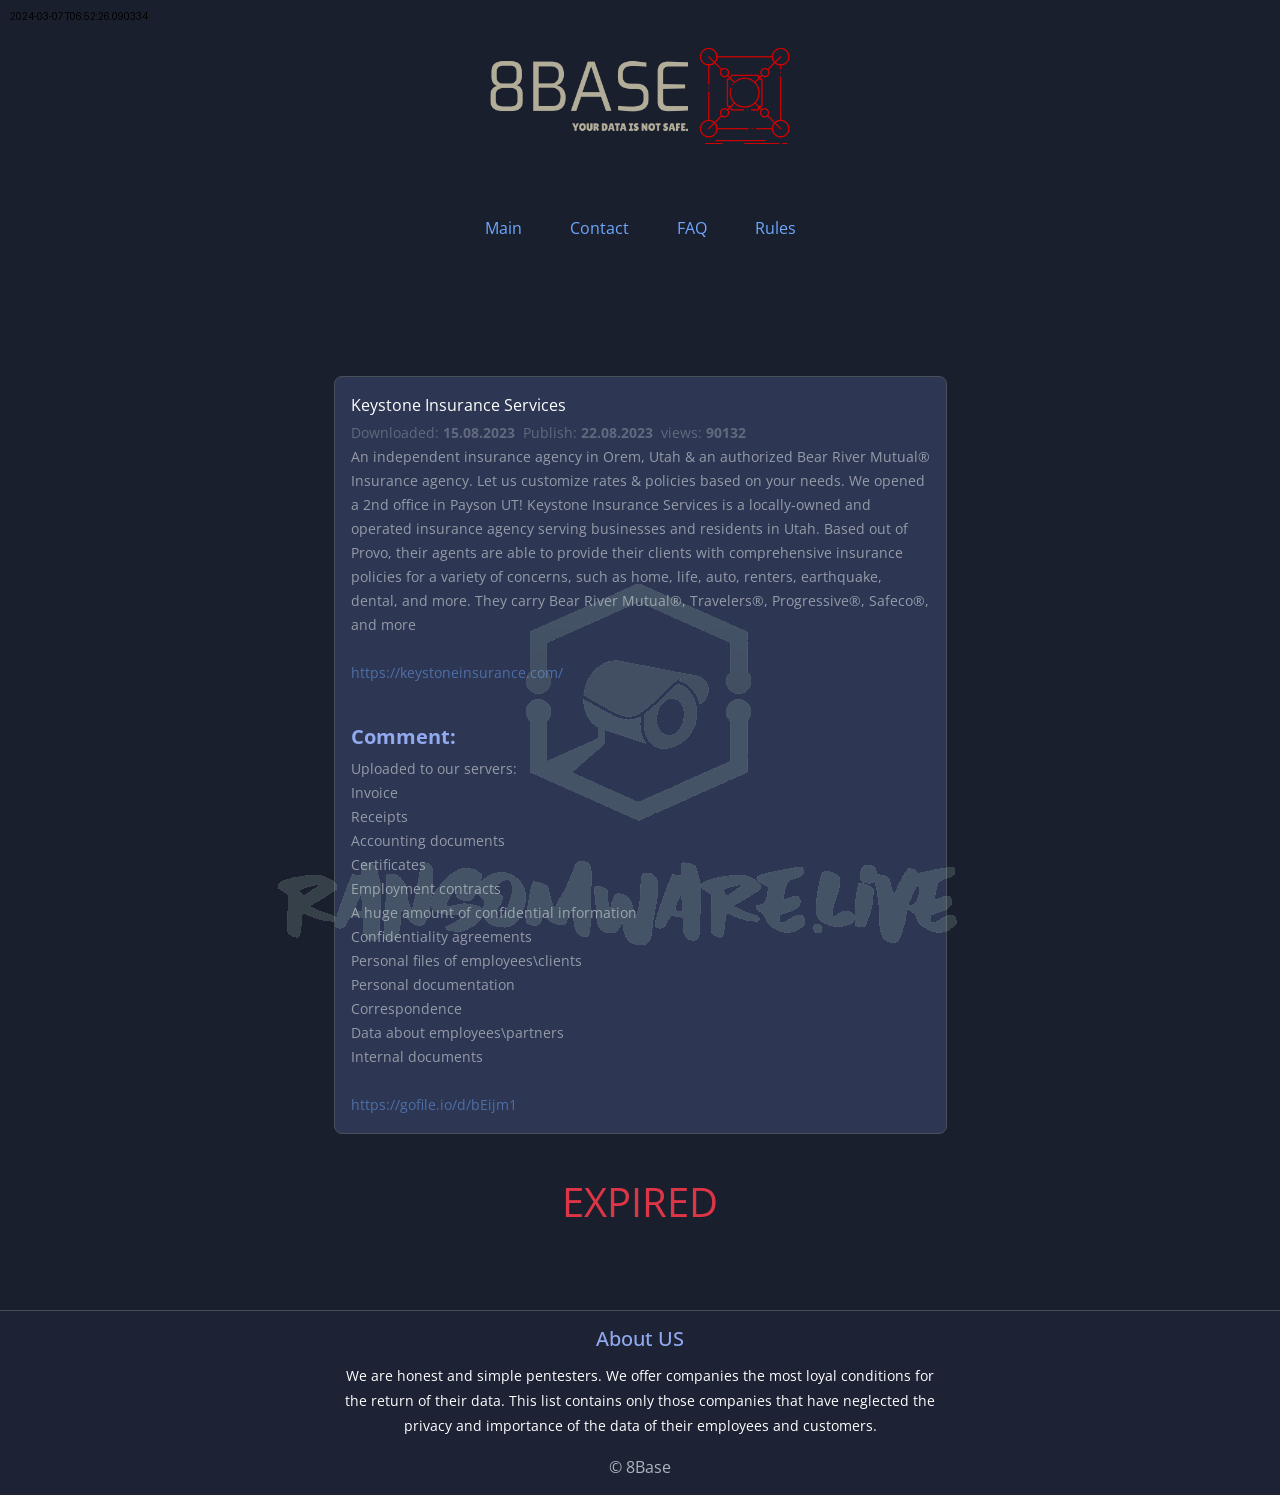 2024-03-07T06:52:26.090334
8BASE
YOUR DATA IS NOT SAFE.
Main Contact FAQ Rules
Keystone Insurance Services
Downloaded: 15.08.2023 Publish: 22.08.2023 views: 90132
An independent insurance agency in Orem, Utah & an authorized Bear River Mutual®
Insurance agency. Let us customize rates & policies based on your needs. We opened
a 2nd office in Payson UT! Keystone Insurance Services is a locally-owned and
operated insurance agency serving businesses and residents in Utah. Based out of
Provo, their agents are able to provide their clients with comprehensive insurance
policies for a variety of concerns, such as home, life, auto, renters, earthquake,
dental, and more. They carry Bear River Mutual®, Travelers®, Progressive®, Safeco®,
and more
https://keystoneinsurance.com/
Comment:
Uploaded to our servers:
Invoice
Receipts
Accounting documents
Certificates
Employment contracts
RANSOMWARE.LIVE
A huge amount of confidential information
Confidentiality agreements
Personal files of employees\clients
Personal documentation
Correspondence
Data about employees\partners
Internal documents
https://gofile.io/d/bEijm1
EXPIRED
About US
We are honest and simple pentesters. We offer companies the most loyal conditions for
the return of their data. This list contains only those companies that have neglected the
privacy and importance of the data of their employees and customers.
© 8Base